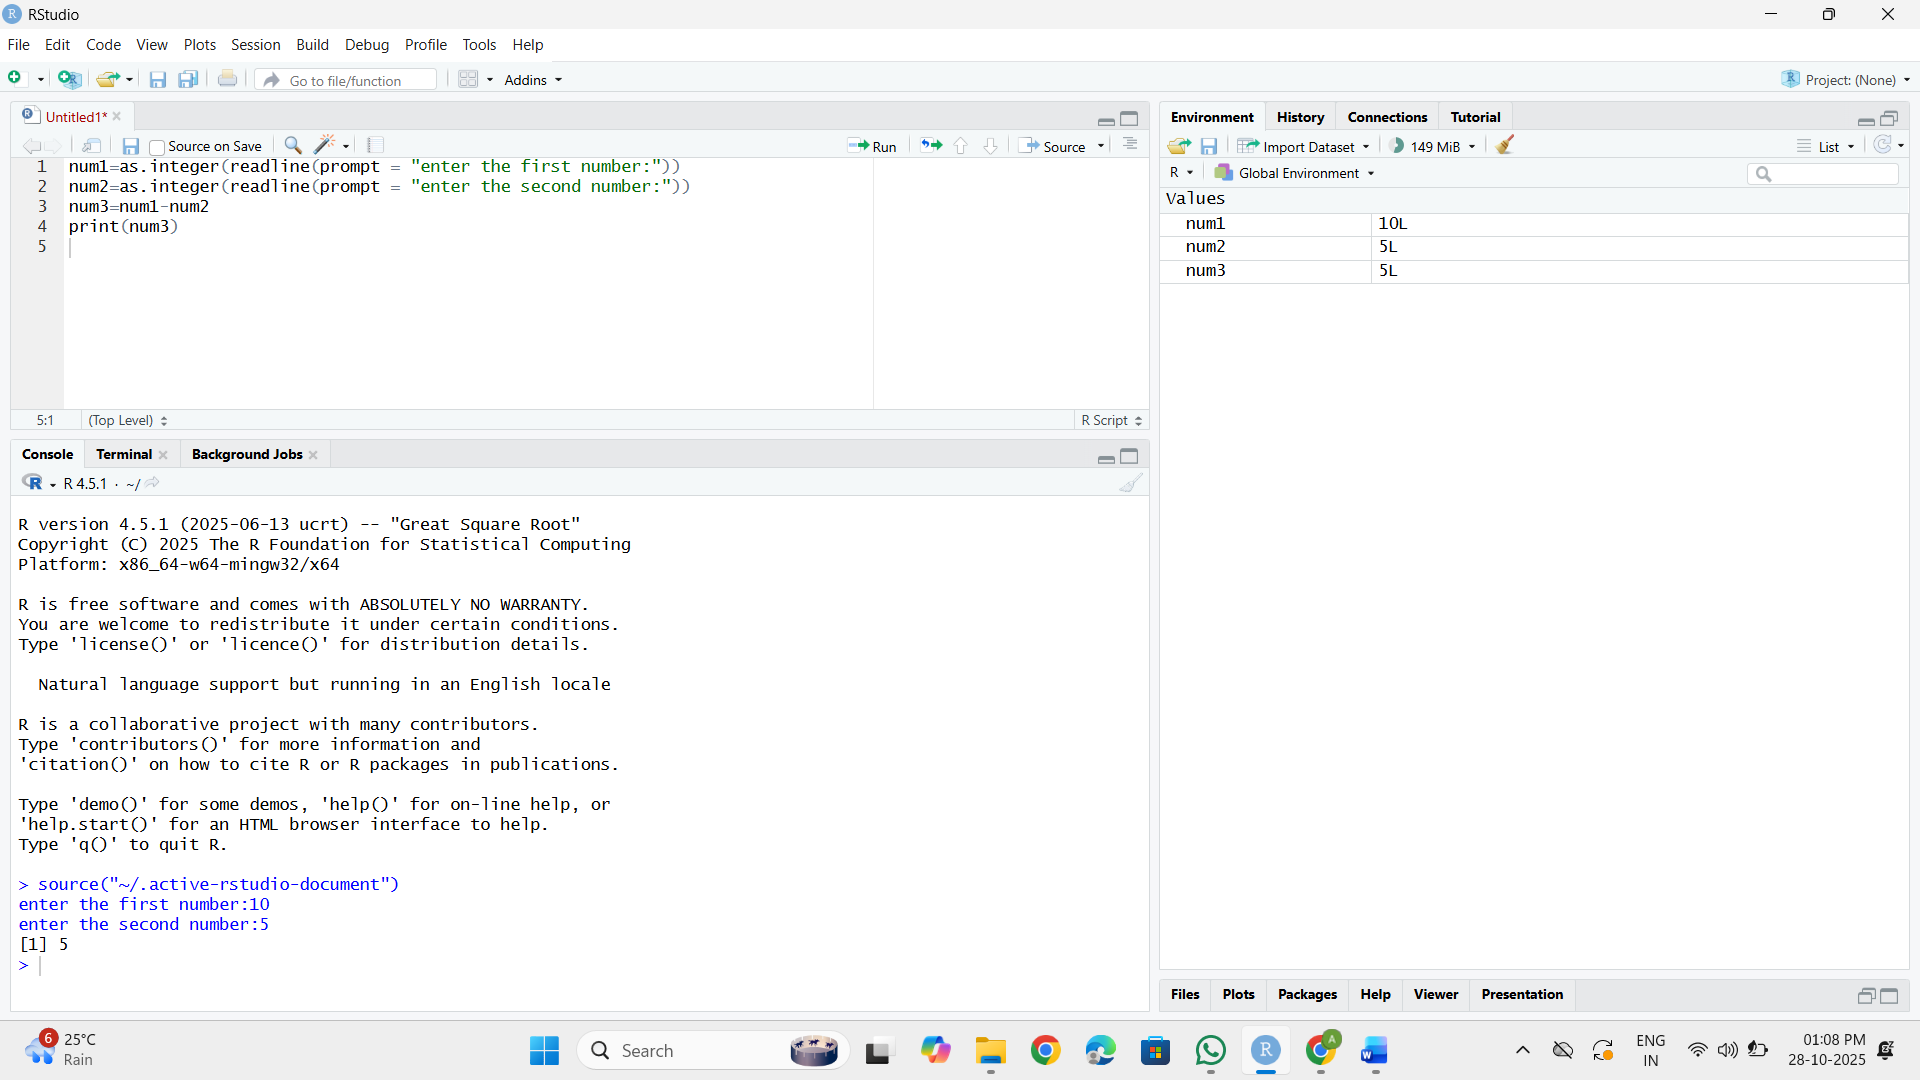 RStudio
File Edit Code View Plots Session Build Debug Profile Tools Help
Go to file/function Addins Project: (None)
Untitled1*
Source on Save Run Source
1 num1=as.integer(readline(prompt = "enter the first number:"))
2 num2=as.integer(readline(prompt = "enter the second number:"))
3 num3=num1-num2
4 print(num3)
5
5:1 (Top Level) R Script
Console Terminal Background Jobs
R 4.5.1 · ~/
R version 4.5.1 (2025-06-13 ucrt) -- "Great Square Root"
Copyright (C) 2025 The R Foundation for Statistical Computing
Platform: x86_64-w64-mingw32/x64
R is free software and comes with ABSOLUTELY NO WARRANTY.
You are welcome to redistribute it under certain conditions.
Type 'license()' or 'licence()' for distribution details.
Natural language support but running in an English locale
R is a collaborative project with many contributors.
Type 'contributors()' for more information and
'citation()' on how to cite R or R packages in publications.
Type 'demo()' for some demos, 'help()' for on-line help, or
'help.start()' for an HTML browser interface to help.
Type 'q()' to quit R.
> source("~/.active-rstudio-document")
enter the first number:10
enter the second number:5
[1] 5
>
Environment History Connections Tutorial
Import Dataset 149 MiB List
R Global Environment
Values
num1 10L
num2 5L
num3 5L
Files Plots Packages Help Viewer Presentation
6 25°C
Rain
Search
A
ENG
IN
01:08 PM
28-10-2025